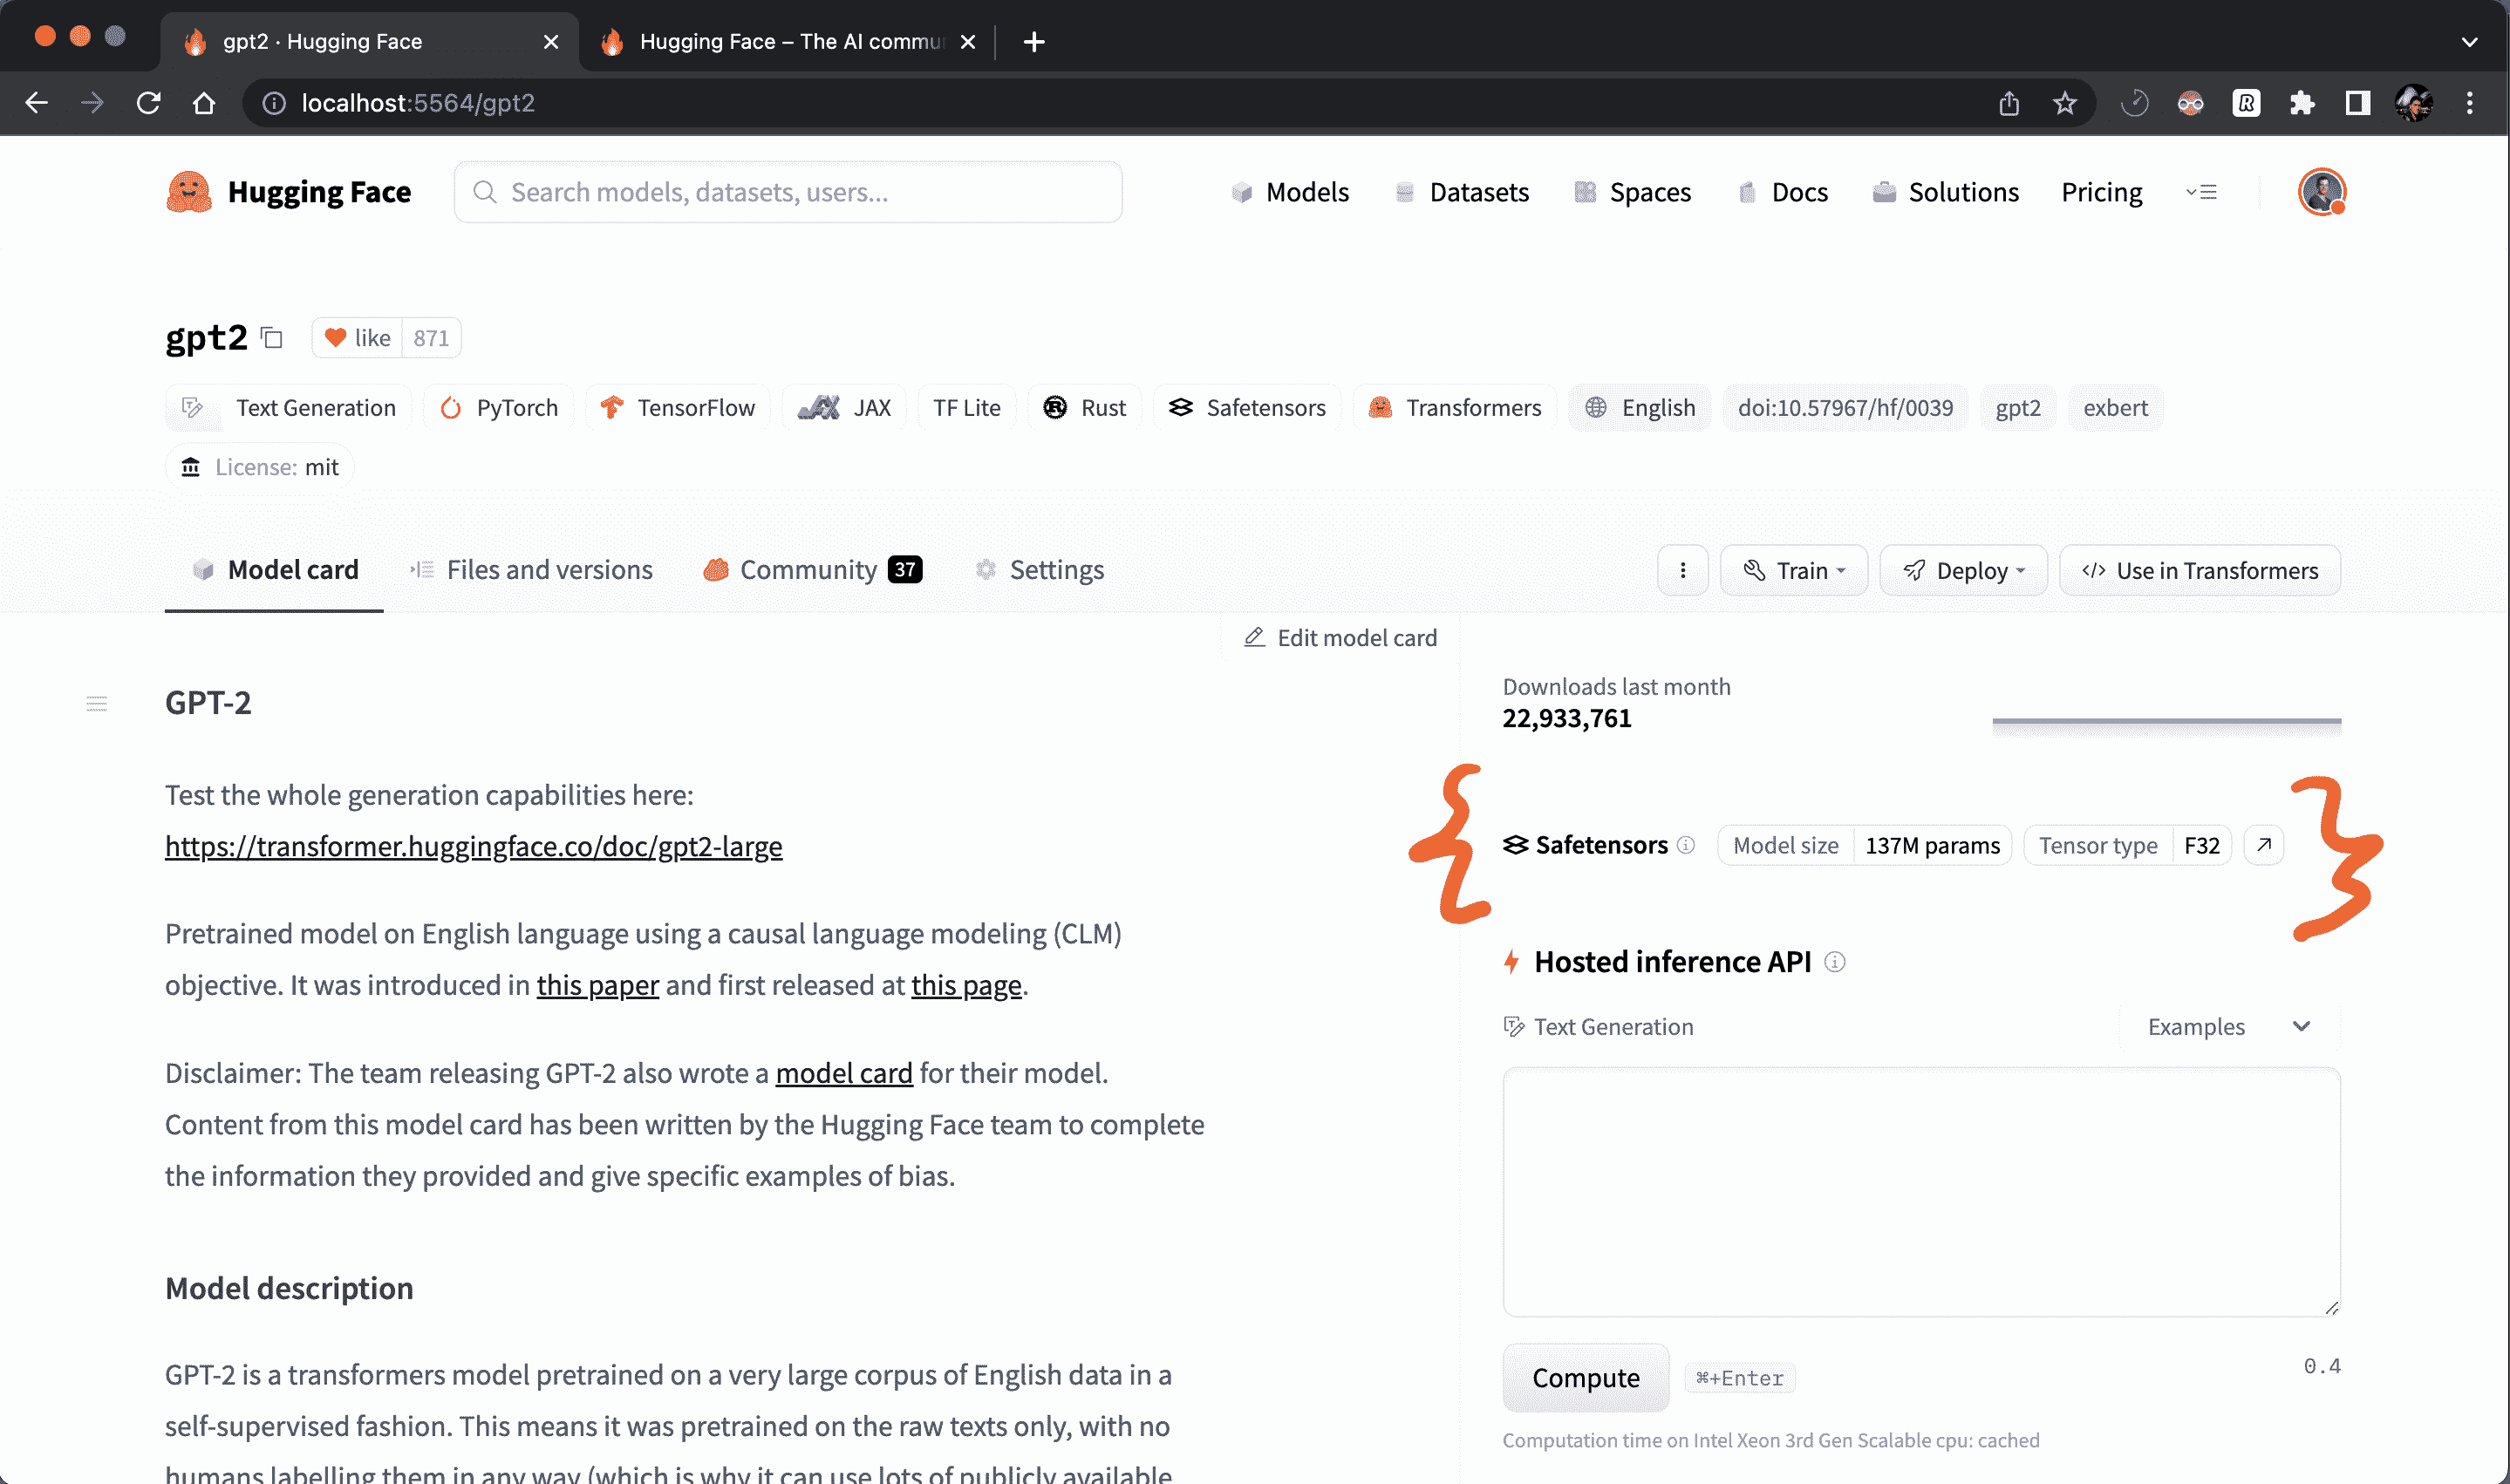 gpt2 · Hugging Face
Hugging Face – The AI commu
localhost:5564/gpt2
Hugging Face
Search models, datasets, users...
Models Datasets Spaces Docs Solutions Pricing
gpt2 like 871
Text Generation PyTorch TensorFlow JAX TF Lite Rust Safetensors Transformers English doi:10.57967/hf/0039 gpt2 exbert
License: mit
Model card Files and versions Community 37 Settings
Train Deploy </> Use in Transformers
Edit model card
GPT-2
Test the whole generation capabilities here:
https://transformer.huggingface.co/doc/gpt2-large
Pretrained model on English language using a causal language modeling (CLM)
objective. It was introduced in this paper and first released at this page.
Disclaimer: The team releasing GPT-2 also wrote a model card for their model.
Content from this model card has been written by the Hugging Face team to complete
the information they provided and give specific examples of bias.
Model description
GPT-2 is a transformers model pretrained on a very large corpus of English data in a
self-supervised fashion. This means it was pretrained on the raw texts only, with no
humans labelling them in any way (which is why it can use lots of publicly available
Downloads last month
22,933,761
Safetensors Model size 137M params Tensor type F32
Hosted inference API
Text Generation Examples
Compute ⌘+Enter 0.4
Computation time on Intel Xeon 3rd Gen Scalable cpu: cached